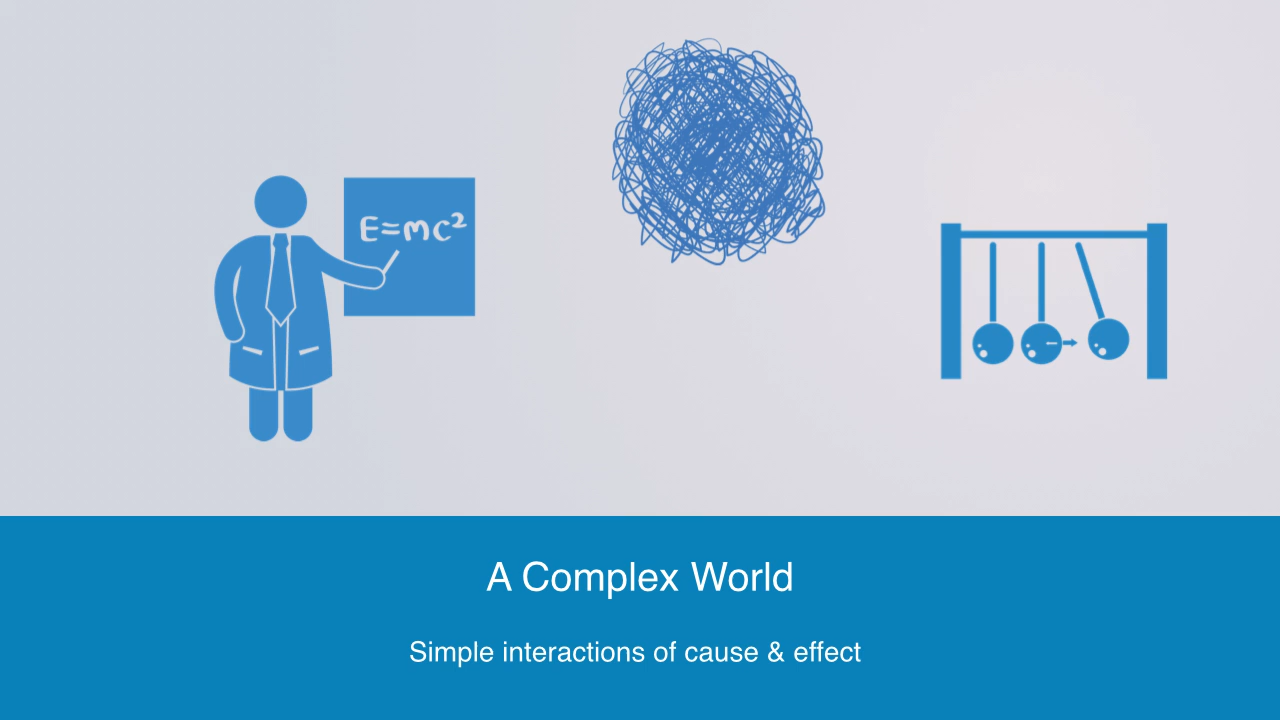 E=mc²
A Complex World
Simple interactions of cause & effect